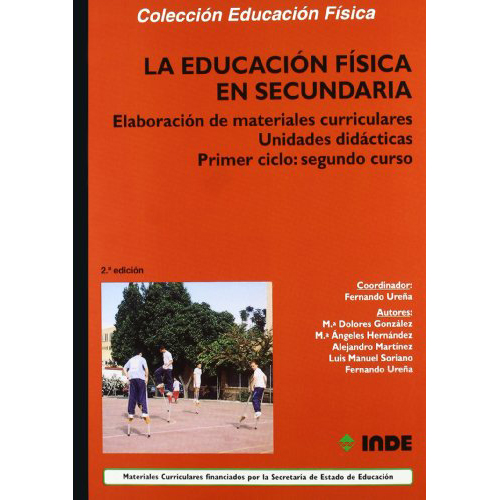 Colección Educación Física
LA EDUCACIÓN FÍSICA
EN SECUNDARIA
Elaboración de materiales curriculares
Unidades didácticas
Primer ciclo: segundo curso
2.ª edición
Coordinador:
Fernando Ureña
Autores:
M.ª Dolores González
M.ª Ángeles Hernández
Alejandro Martínez
Luis Manuel Soriano
Fernando Ureña
INDE
Materiales Curriculares financiados por la Secretaria de Estado de Educación